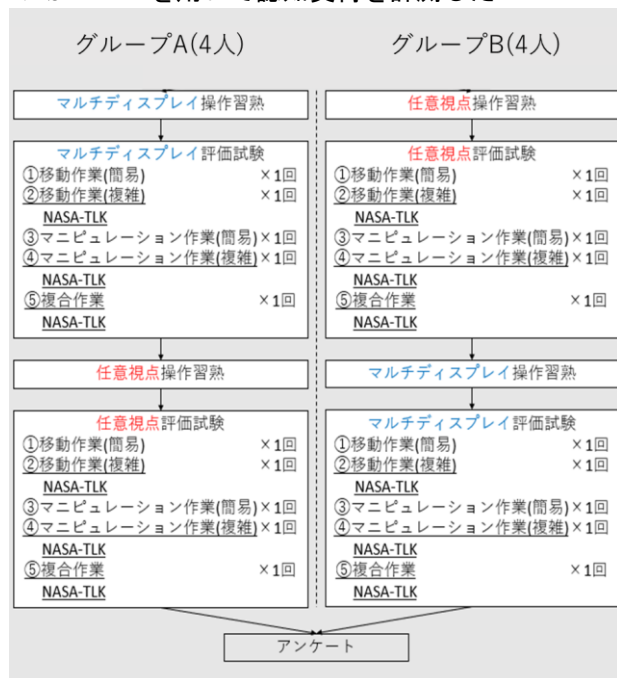 グループA(4人)
マルチディスプレイ操作習熟
マルチディスプレイ評価試験
①移動作業(簡易) ×1回
②移動作業(複雑) ×1回
NASA-TLK
③マニピュレーション作業(簡易)×1回
④マニピュレーション作業(複雑)×1回
NASA-TLK
⑤複合作業 ×1回
NASA-TLK
任意視点操作習熟
任意視点評価試験
①移動作業(簡易) ×1回
②移動作業(複雑) ×1回
NASA-TLK
③マニピュレーション作業(簡易)×1回
④マニピュレーション作業(複雑)×1回
NASA-TLK
⑤複合作業 ×1回
NASA-TLK
グループB(4人)
任意視点操作習熟
任意視点評価試験
①移動作業(簡易) ×1回
②移動作業(複雑) ×1回
NASA-TLK
③マニピュレーション作業(簡易)×1回
④マニピュレーション作業(複雑)×1回
NASA-TLK
⑤複合作業 ×1回
NASA-TLK
マルチディスプレイ操作習熟
マルチディスプレイ評価試験
①移動作業(簡易) ×1回
②移動作業(複雑) ×1回
NASA-TLK
③マニピュレーション作業(簡易)×1回
④マニピュレーション作業(複雑)×1回
NASA-TLK
⑤複合作業 ×1回
NASA-TLK
アンケート